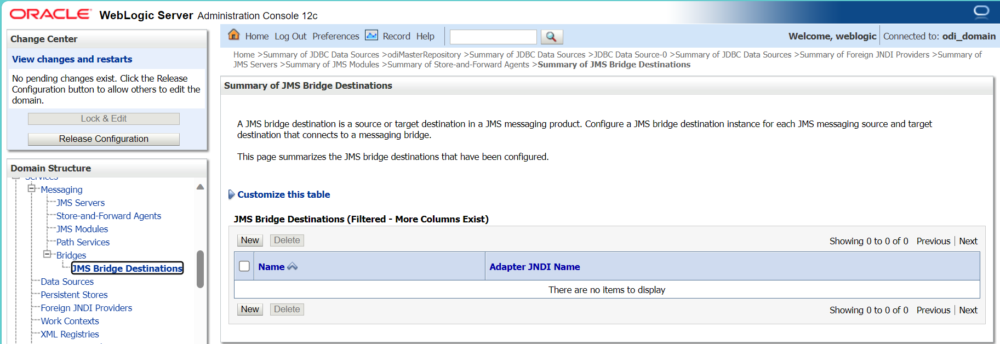 ORACLE WebLogic Server Administration Console 12c
Change Center
View changes and restarts
No pending changes exist. Click the Release
Configuration button to allow others to edit the
domain.
Lock & Edit
Release Configuration
Domain Structure
Services
Messaging
JMS Servers
Store-and-Forward Agents
JMS Modules
Path Services
Bridges
JMS Bridge Destinations
Data Sources
Persistent Stores
Foreign JNDI Providers
Work Contexts
XML Registries
Home Log Out Preferences Record Help
Welcome, weblogic Connected to: odi_domain
Home >Summary of JDBC Data Sources >odiMasterRepository >Summary of JDBC Data Sources >JDBC Data Source-0 >Summary of JDBC Data Sources >Summary of Foreign JNDI Providers >Summary of
JMS Servers >Summary of JMS Modules >Summary of Store-and-Forward Agents >Summary of JMS Bridge Destinations
Summary of JMS Bridge Destinations
A JMS bridge destination is a source or target destination in a JMS messaging product. Configure a JMS bridge destination instance for each JMS messaging source and target
destination that connects to a messaging bridge.
This page summarizes the JMS bridge destinations that have been configured.
Customize this table
JMS Bridge Destinations (Filtered - More Columns Exist)
New Delete Showing 0 to 0 of 0 Previous Next
Name Adapter JNDI Name
There are no items to display
New Delete Showing 0 to 0 of 0 Previous Next